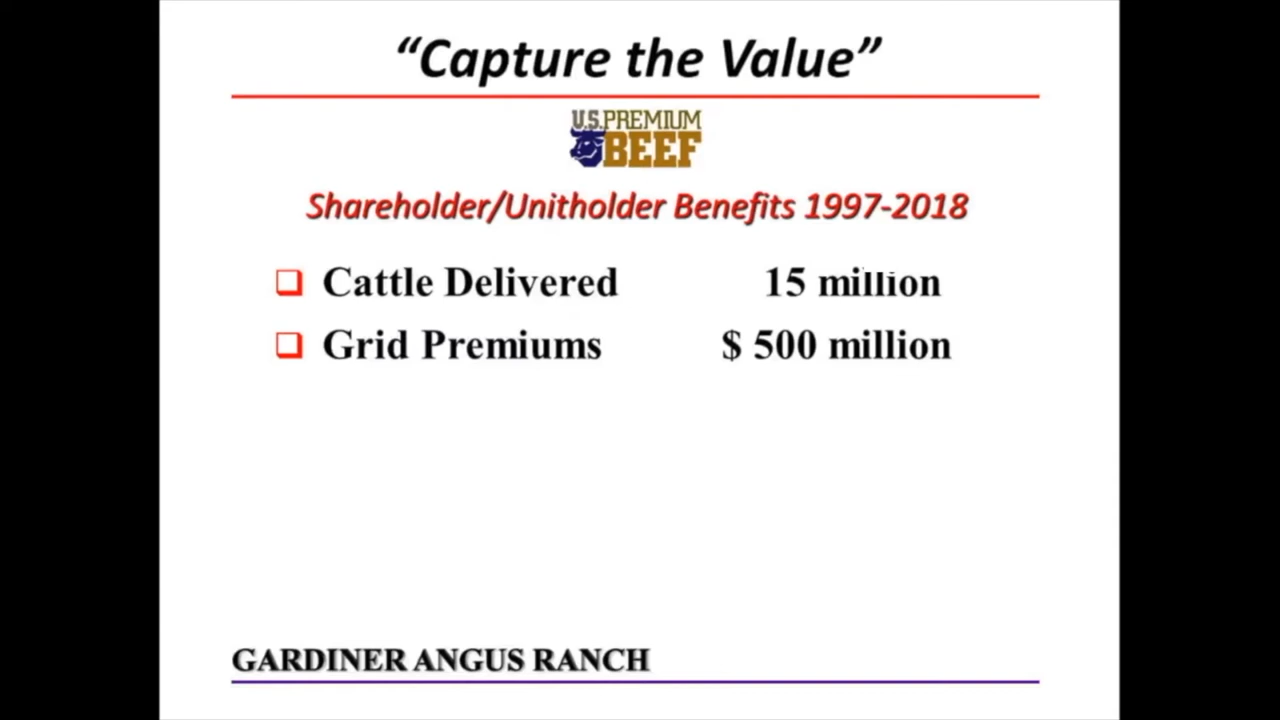 “Capture the Value”
U.S. PREMIUM
BEEF
Shareholder/Unitholder Benefits 1997-2018
Cattle Delivered 15 million
Grid Premiums $ 500 million
GARDINER ANGUS RANCH